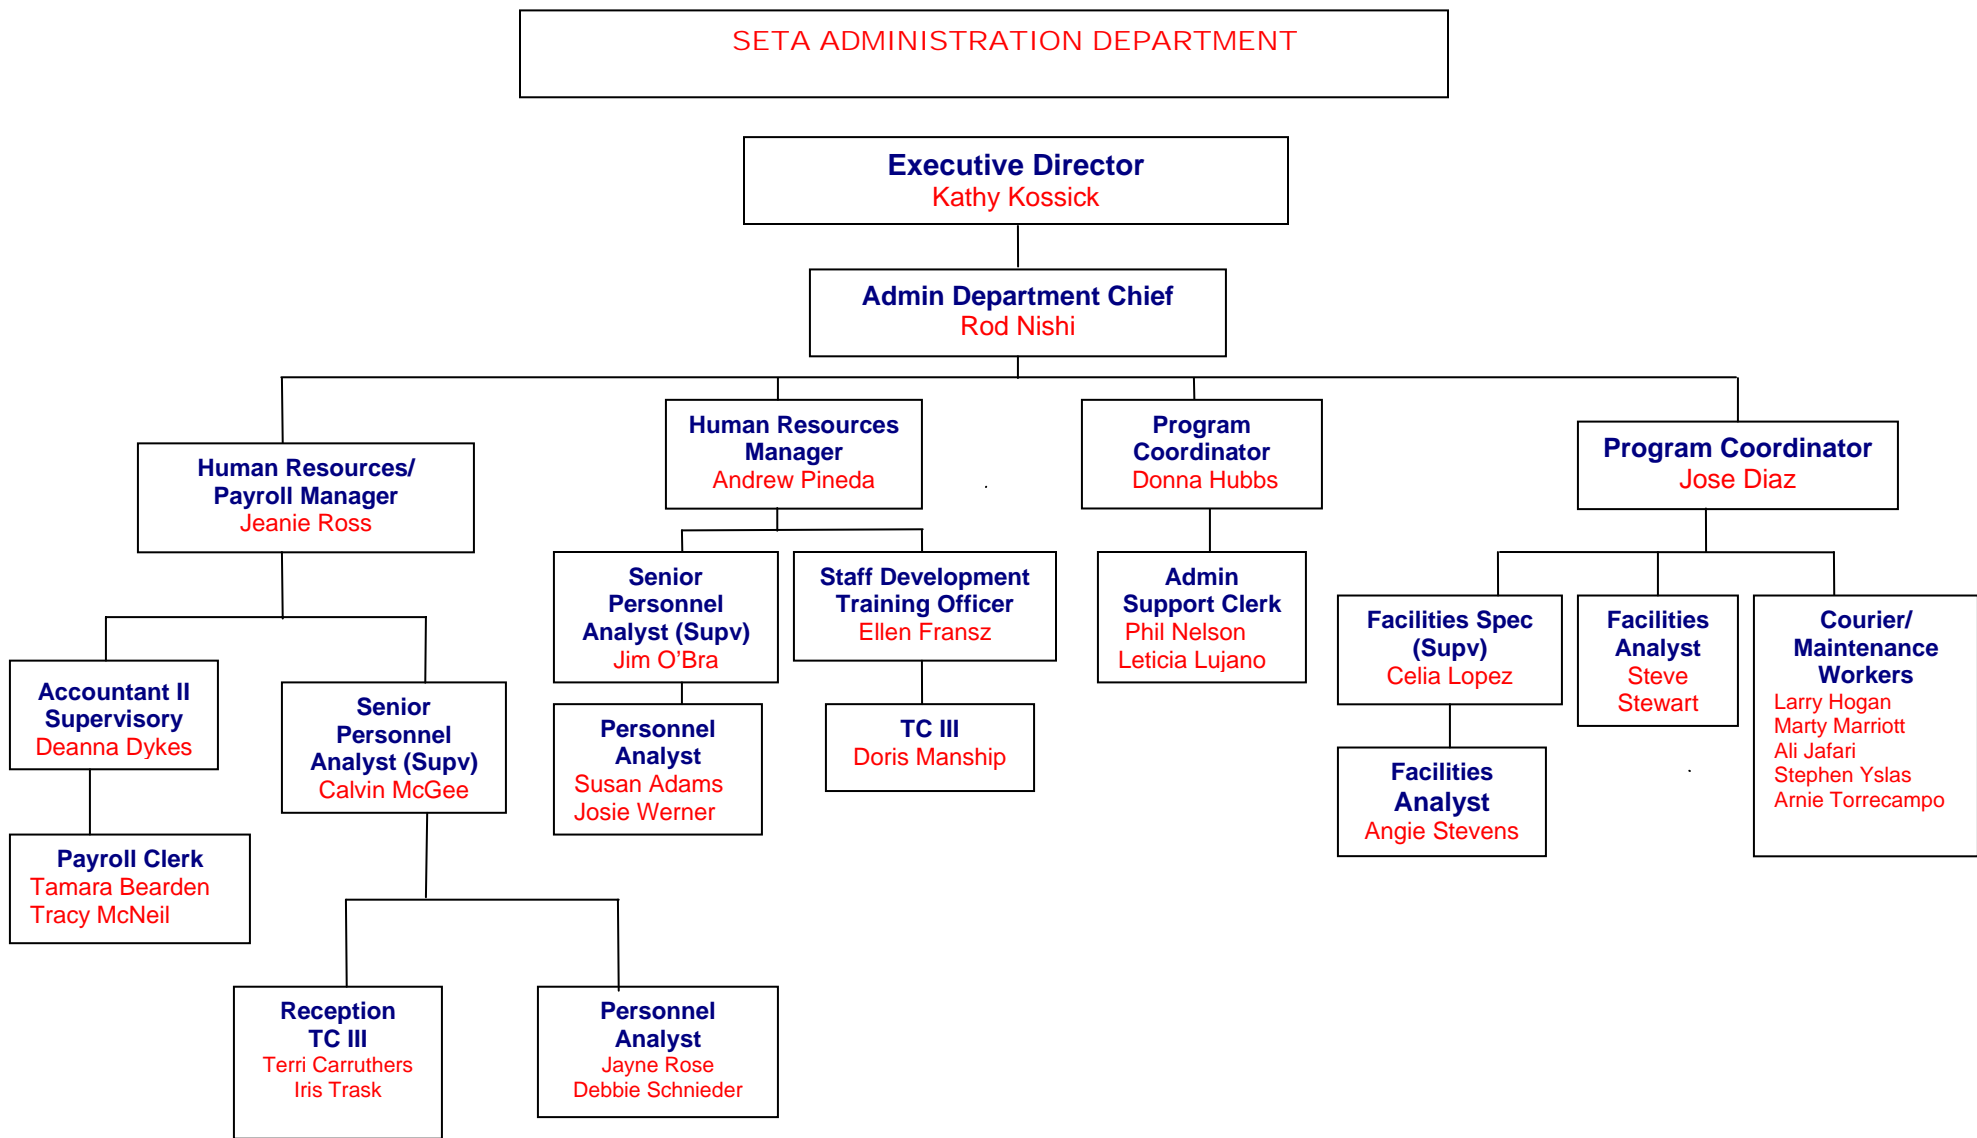 SETA ADMINISTRATION DEPARTMENT
Executive Director
Kathy Kossick
Admin Department Chief
Rod Nishi
Human Resources/
Payroll Manager
Jeanie Ross
Human Resources
Manager
Andrew Pineda
Program
Coordinator
Donna Hubbs
Program Coordinator
Jose Diaz
Accountant II
Supervisory
Deanna Dykes
Senior
Personnel
Analyst (Supv)
Calvin McGee
Senior
Personnel
Analyst (Supv)
Jim O’Bra
Staff Development
Training Officer
Ellen Fransz
Admin
Support Clerk
Phil Nelson
Leticia Lujano
Facilities Spec
(Supv)
Celia Lopez
Facilities
Analyst
Steve
Stewart
Courier/
Maintenance
Workers
Larry Hogan
Marty Marriott
Ali Jafari
Stephen Yslas
Arnie Torrecampo
Payroll Clerk
Tamara Bearden
Tracy McNeil
Personnel
Analyst
Susan Adams
Josie Werner
TC III
Doris Manship
Facilities
Analyst
Angie Stevens
Reception
TC III
Terri Carruthers
Iris Trask
Personnel
Analyst
Jayne Rose
Debbie Schnieder